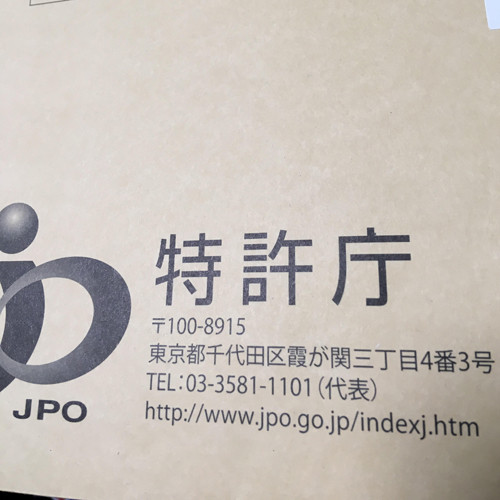 特許庁
〒100-8915
東京都千代田区霞が関三丁目4番3号
TEL:03-3581-1101(代表)
http://www.jpo.go.jp/indexj.htm
JPO